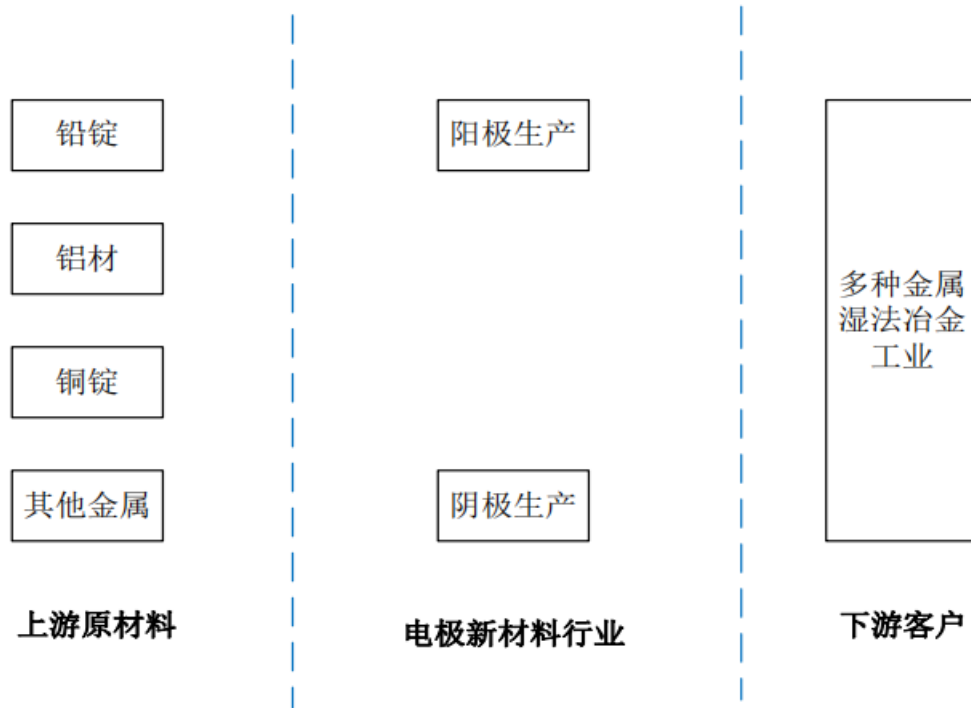 铅锭
铝材
铜锭
其他金属
上游原材料
阳极生产
阴极生产
电极新材料行业
多种金属
湿法冶金
工业
下游客户